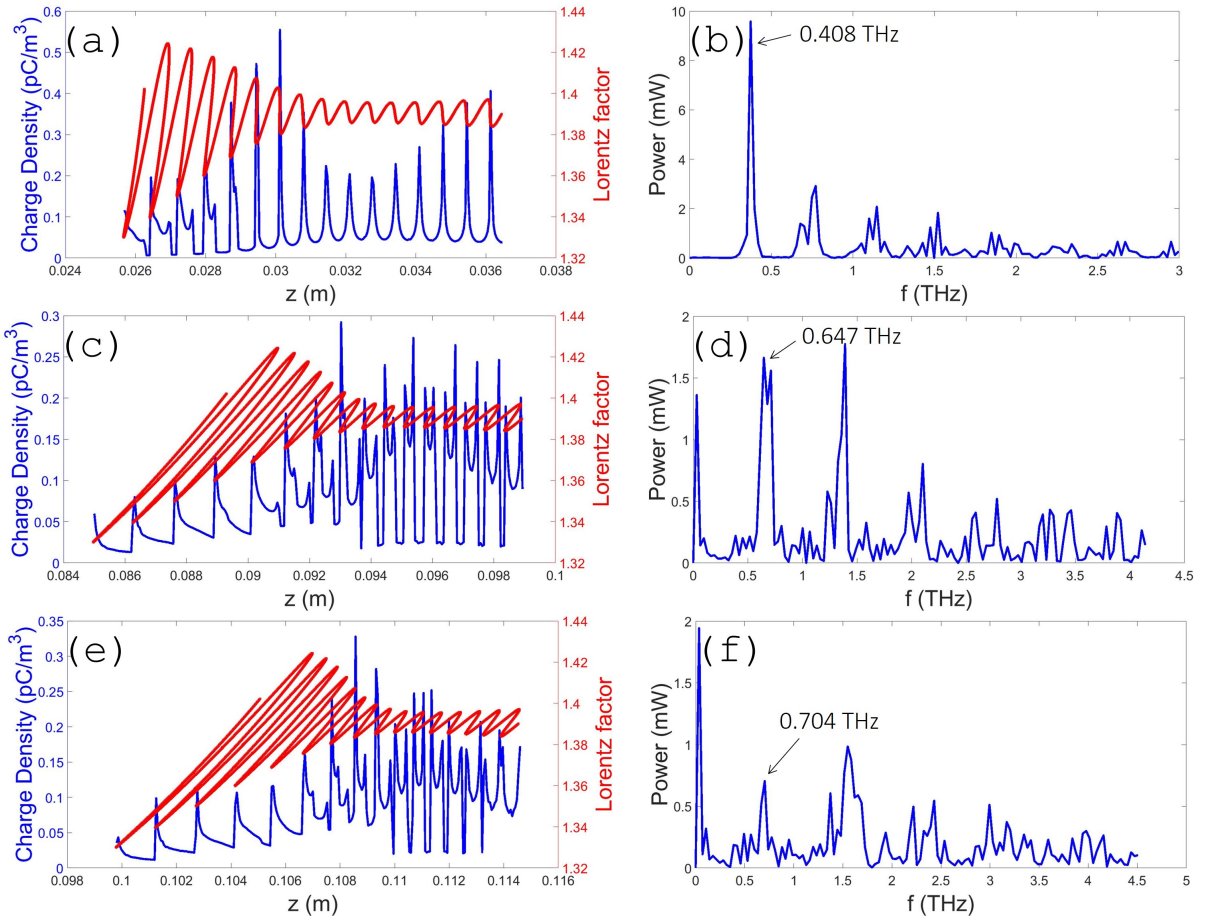 (a)
Charge Density (pC/m³)
0.6
0.5
0.4
0.3
0.2
0.1
0
1.44
1.42
1.4
1.38
1.36
1.34
1.32
Lorentz factor
0.024 0.026 0.028 0.03 0.032 0.034 0.036 0.038
z (m)
(b)
0.408 THz
Power (mW)
10
8
6
4
2
0
0 0.5 1 1.5 2 2.5 3
f (THz)
(c)
Charge Density (pC/m³)
0.3
0.25
0.2
0.15
0.1
0.05
0
1.44
1.42
1.4
1.38
1.36
1.34
1.32
Lorentz factor
0.084 0.086 0.088 0.09 0.092 0.094 0.096 0.098 0.1
z (m)
(d)
0.647 THz
Power (mW)
2
1.5
1
0.5
0
0 0.5 1 1.5 2 2.5 3 3.5 4 4.5
f (THz)
(e)
Charge Density (pC/m³)
0.35
0.3
0.25
0.2
0.15
0.1
0.05
0
1.44
1.42
1.4
1.38
1.36
1.34
1.32
Lorentz factor
0.098 0.1 0.102 0.104 0.106 0.108 0.11 0.112 0.114 0.116
z (m)
(f)
0.704 THz
Power (mW)
2
1.5
1
0.5
0
0 0.5 1 1.5 2 2.5 3 3.5 4 4.5 5
f (THz)